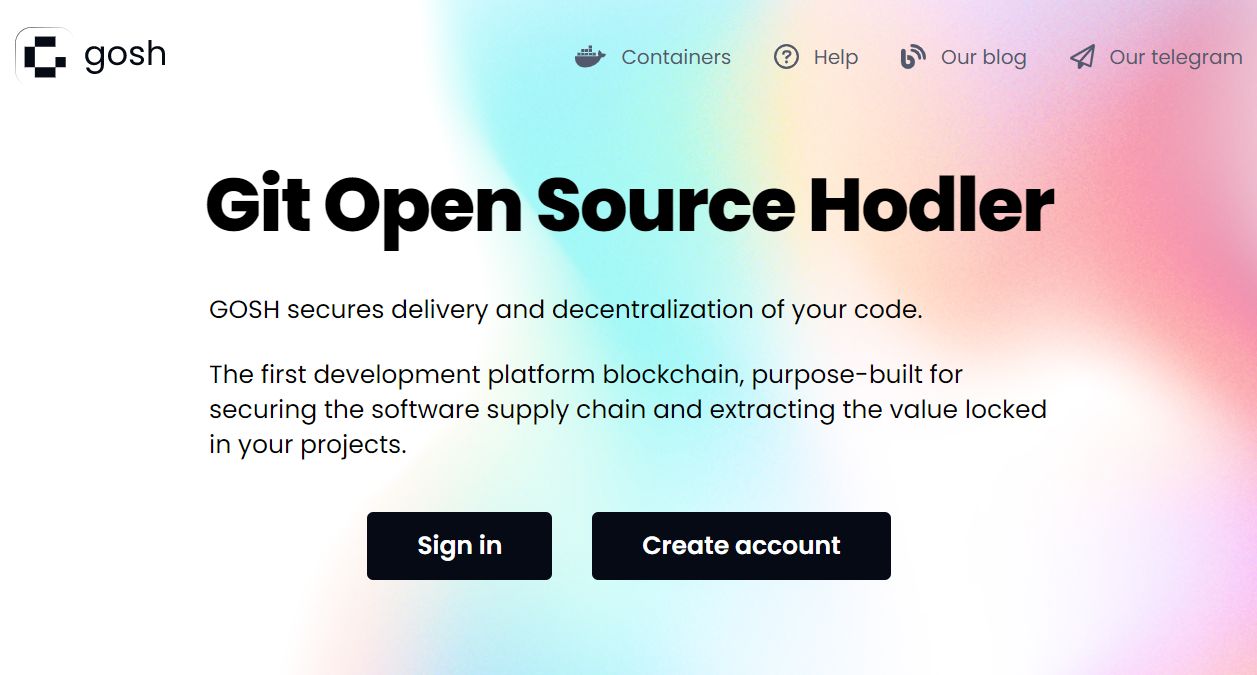 gosh
Containers
Help
Our blog
Our telegram
Git Open Source Hodler
GOSH secures delivery and decentralization of your code.
The first development platform blockchain, purpose-built for
securing the software supply chain and extracting the value locked
in your projects.
Sign in
Create account